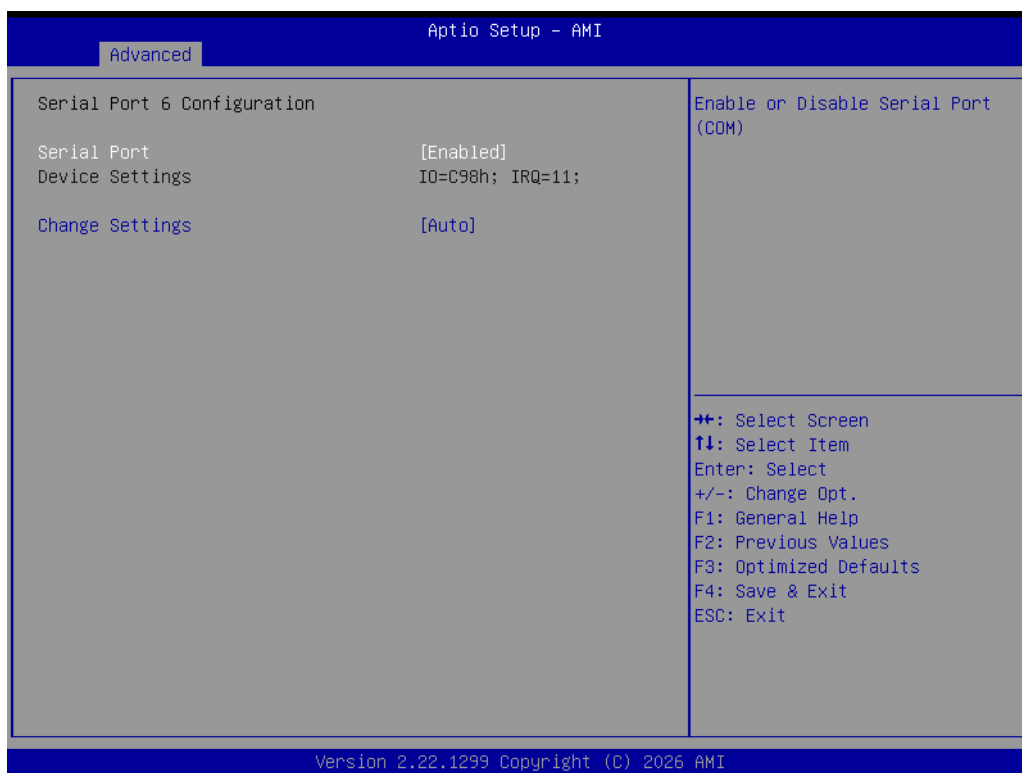 Aptio Setup – AMI
Advanced
Serial Port 6 Configuration
Serial Port [Enabled]
Device Settings IO=C98h; IRQ=11;
Change Settings [Auto]
Enable or Disable Serial Port
(COM)
→←: Select Screen
↑↓: Select Item
Enter: Select
+/-: Change Opt.
F1: General Help
F2: Previous Values
F3: Optimized Defaults
F4: Save & Exit
ESC: Exit
Version 2.22.1299 Copyright (C) 2026 AMI